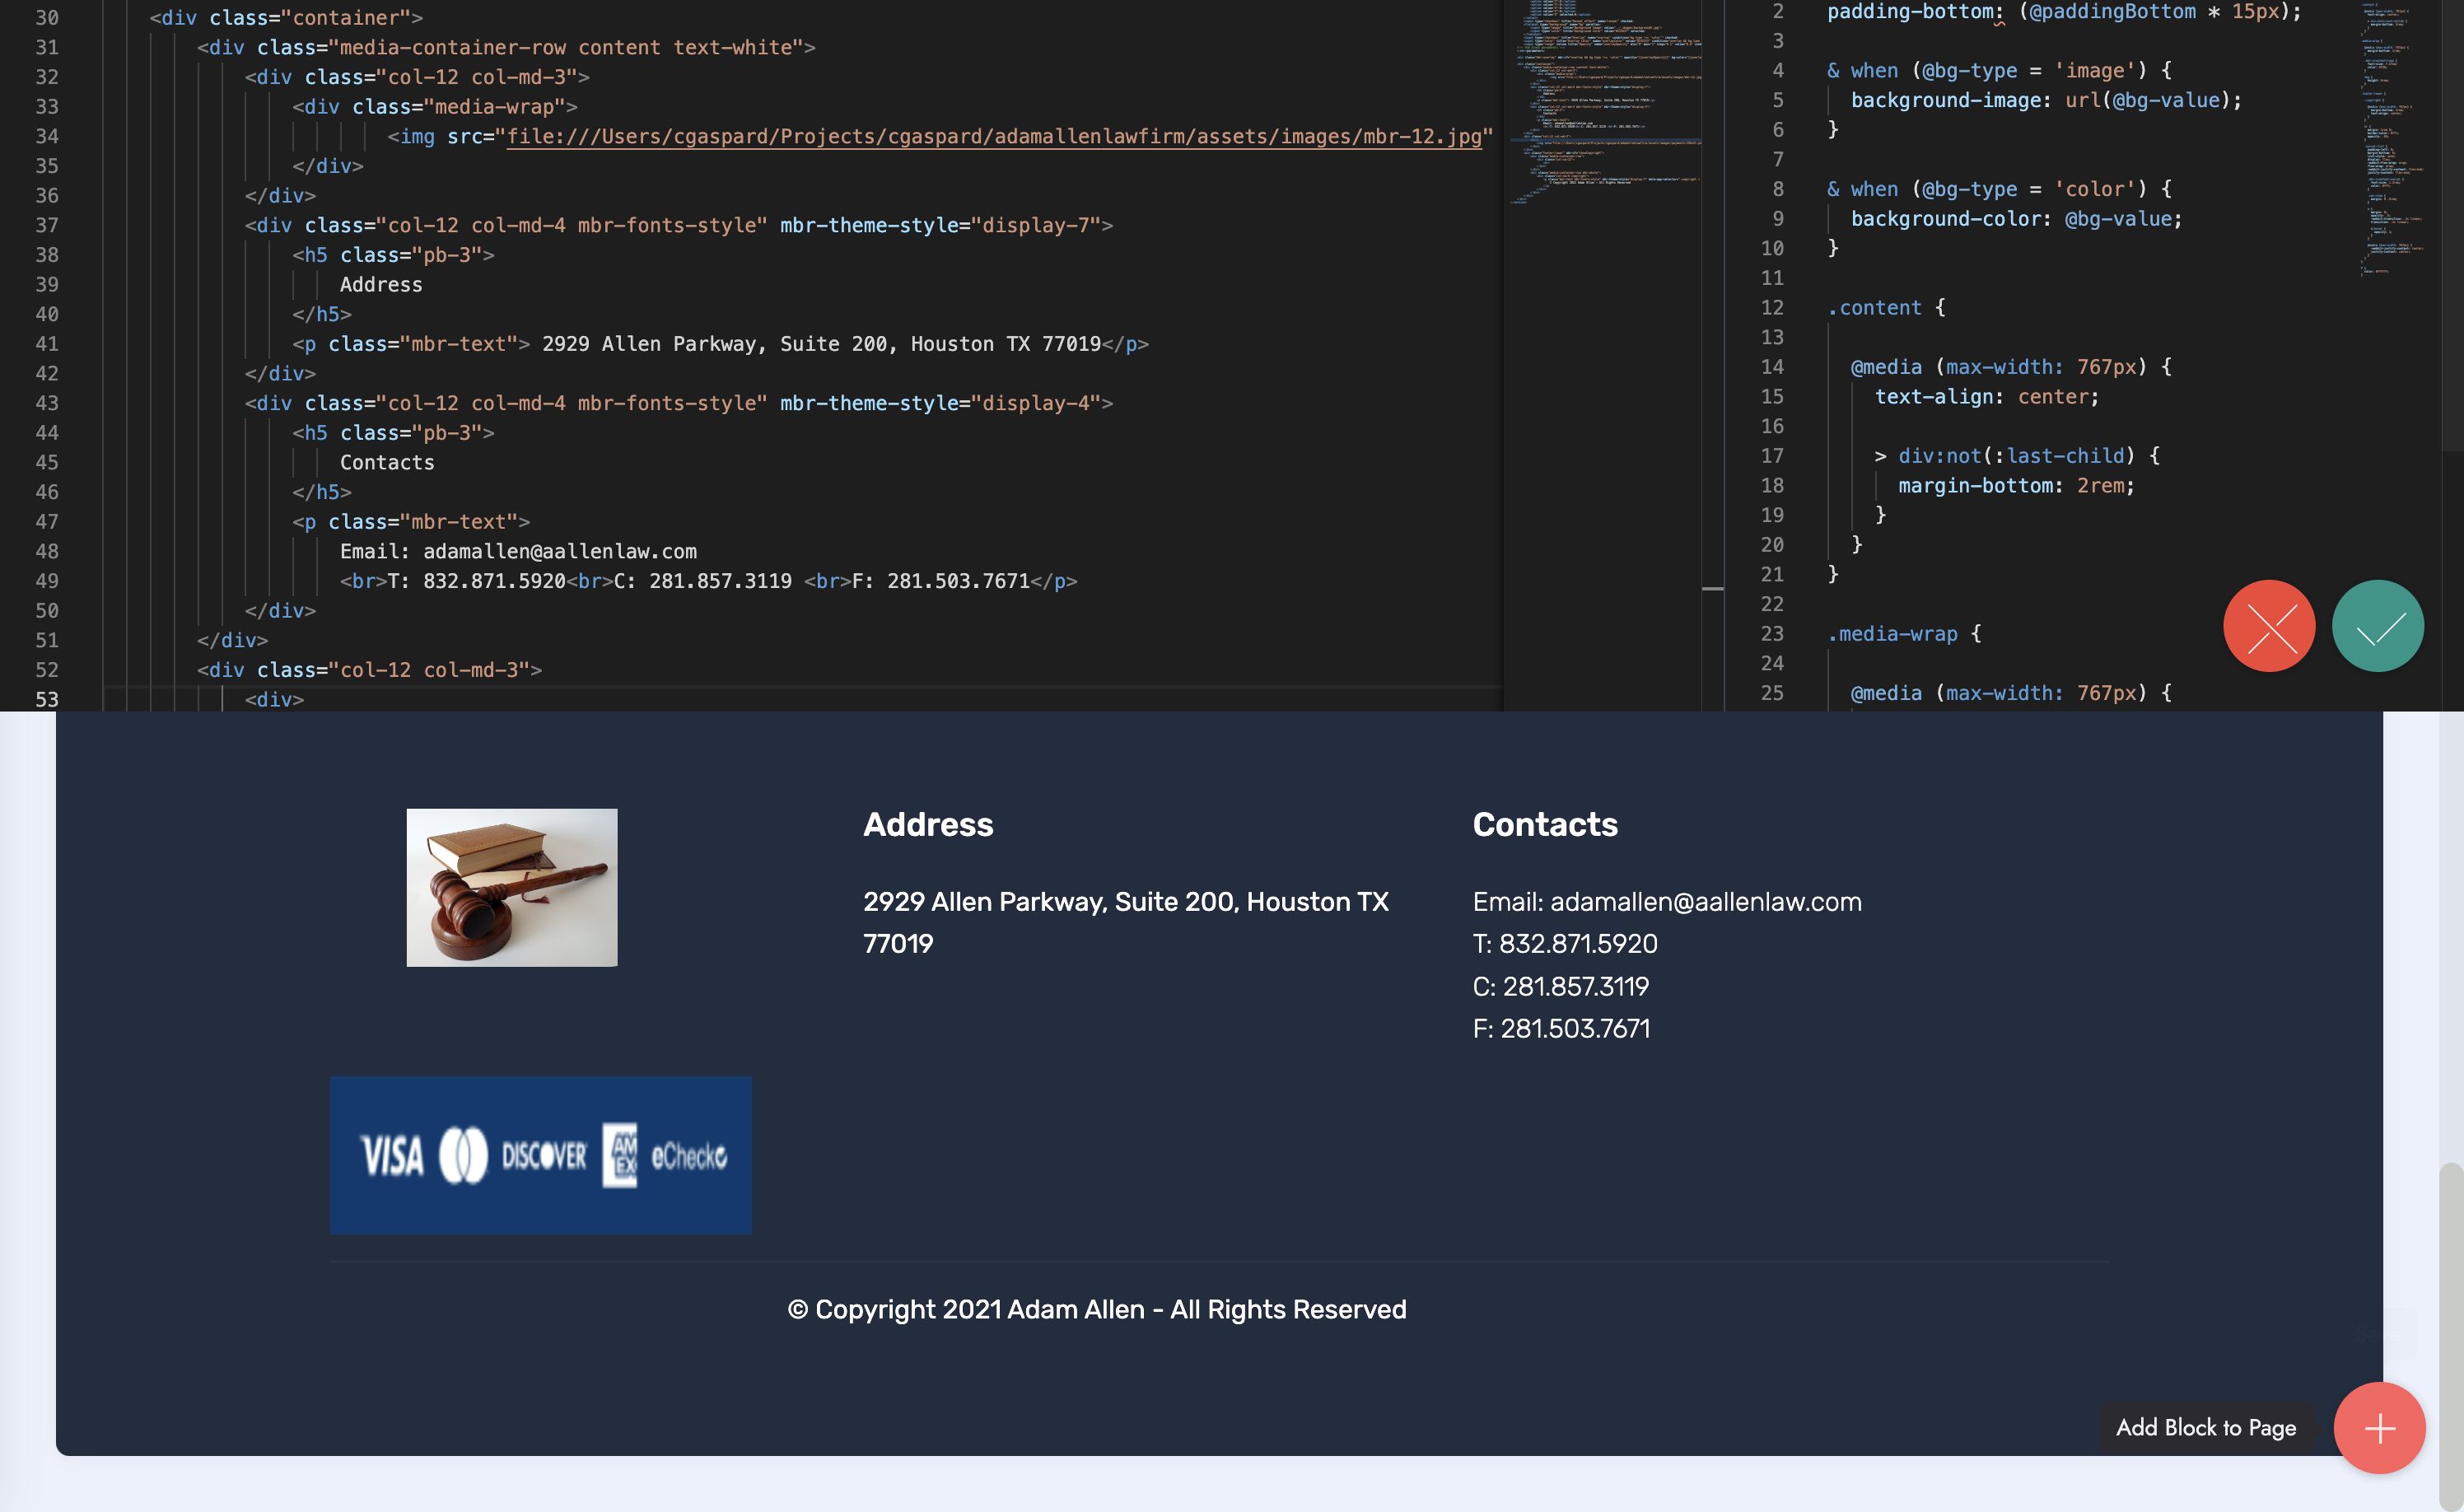 30 <div class="container">
31 <div class="media-container-row content text-white">
32 <div class="col-12 col-md-3">
33 <div class="media-wrap">
34 <img src="file:///Users/cgaspard/Projects/cgaspard/adamallenlawfirm/assets/images/mbr-12.jpg"
35 </div>
36 </div>
37 <div class="col-12 col-md-4 mbr-fonts-style" mbr-theme-style="display-7">
38 <h5 class="pb-3">
39 Address
40 </h5>
41 <p class="mbr-text"> 2929 Allen Parkway, Suite 200, Houston TX 77019</p>
42 </div>
43 <div class="col-12 col-md-4 mbr-fonts-style" mbr-theme-style="display-4">
44 <h5 class="pb-3">
45 Contacts
46 </h5>
47 <p class="mbr-text">
48 Email: adamallen@aallenlaw.com
49 <br>T: 832.871.5920<br>C: 281.857.3119 <br>F: 281.503.7671</p>
50 </div>
51 </div>
52 <div class="col-12 col-md-3">
53 <div>
2 padding-bottom: (@paddingBottom * 15px);
3
4 & when (@bg-type = 'image') {
5 background-image: url(@bg-value);
6 }
7
8 & when (@bg-type = 'color') {
9 background-color: @bg-value;
10 }
11
12 .content {
13
14 @media (max-width: 767px) {
15 text-align: center;
16
17 > div:not(:last-child) {
18 margin-bottom: 2rem;
19 }
20 }
21 }
22
23 .media-wrap {
24
25 @media (max-width: 767px) {
Address
2929 Allen Parkway, Suite 200, Houston TX
77019
Contacts
Email: adamallen@aallenlaw.com
T: 832.871.5920
C: 281.857.3119
F: 281.503.7671
VISA DISCOVER AM EX eCheck
© Copyright 2021 Adam Allen - All Rights Reserved
Add Block to Page